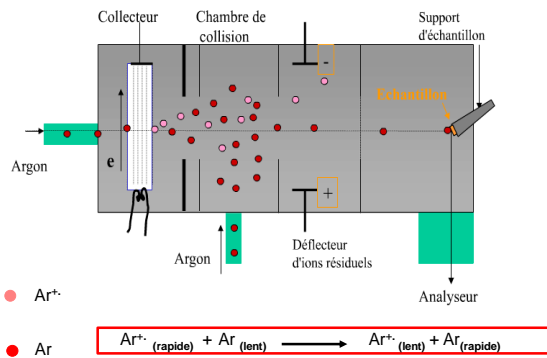 Collecteur
Chambre de
collision
Support
d'échantillon
-
Echantillon
Argon
e
+
Argon
Déflecteur
d'ions résiduels
Analyseur
Ar+·
Ar
Ar+· (rapide) + Ar (lent) ⟶ Ar+· (lent) + Ar (rapide)